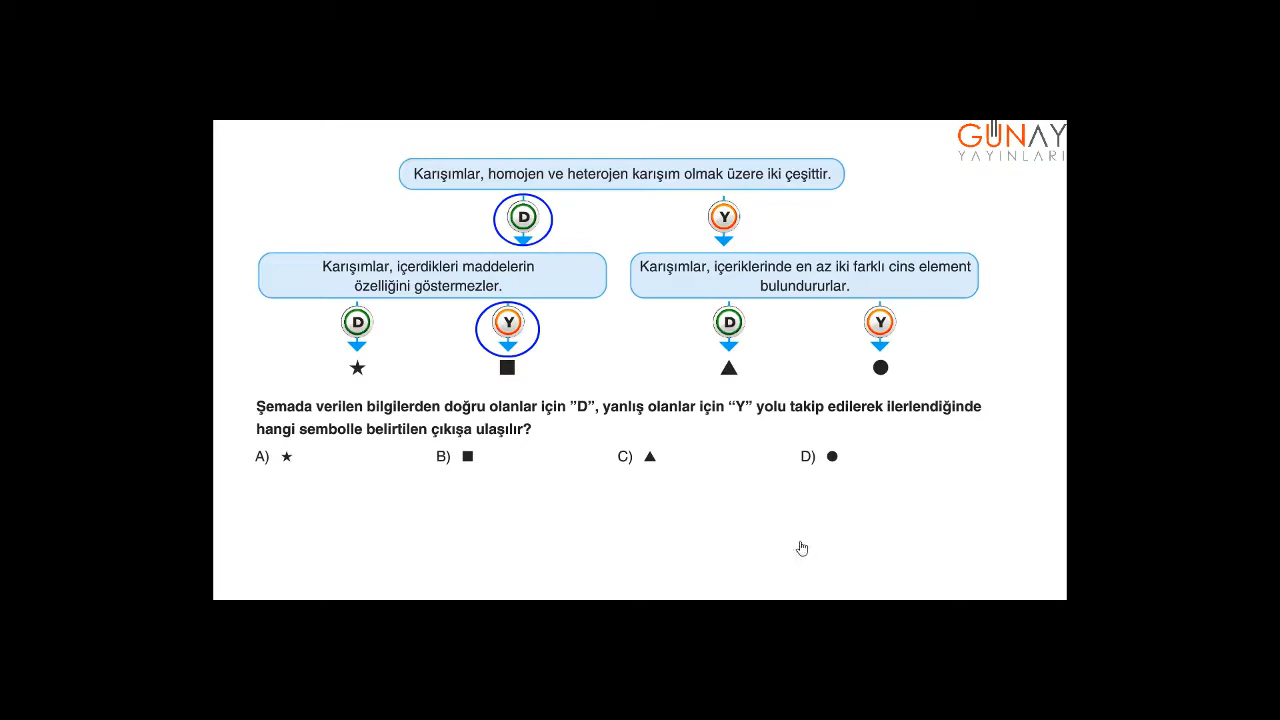 GÜNAY
YAYINLARI
Karışımlar, homojen ve heterojen karışım olmak üzere iki çeşittir.
D
Y
Karışımlar, içerdikleri maddelerin
özelliğini göstermezler.
Karışımlar, içeriklerinde en az iki farklı cins element
bulundururlar.
D
Y
D
Y
Şemada verilen bilgilerden doğru olanlar için ”D”, yanlış olanlar için “Y” yolu takip edilerek ilerlendiğinde
hangi sembolle belirtilen çıkışa ulaşılır?
A) ★
B) ■
C) ▲
D) ●